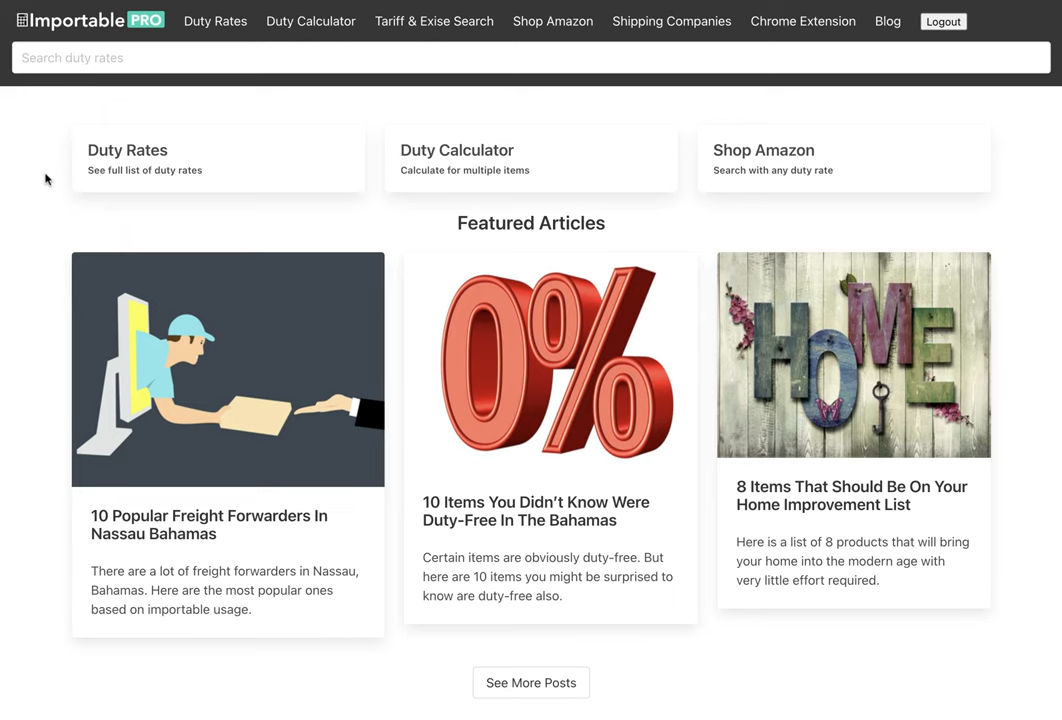 Importable PRO
Duty Rates
Duty Calculator
Tariff & Exise Search
Shop Amazon
Shipping Companies
Chrome Extension
Blog
Logout
Search duty rates
Duty Rates
See full list of duty rates
Duty Calculator
Calculate for multiple items
Shop Amazon
Search with any duty rate
Featured Articles
10 Popular Freight Forwarders In
Nassau Bahamas
There are a lot of freight forwarders in Nassau,
Bahamas. Here are the most popular ones
based on importable usage.
0%
10 Items You Didn’t Know Were
Duty-Free In The Bahamas
Certain items are obviously duty-free. But
here are 10 items you might be surprised to
know are duty-free also.
HOME
8 Items That Should Be On Your
Home Improvement List
Here is a list of 8 products that will bring
your home into the modern age with
very little effort required.
See More Posts